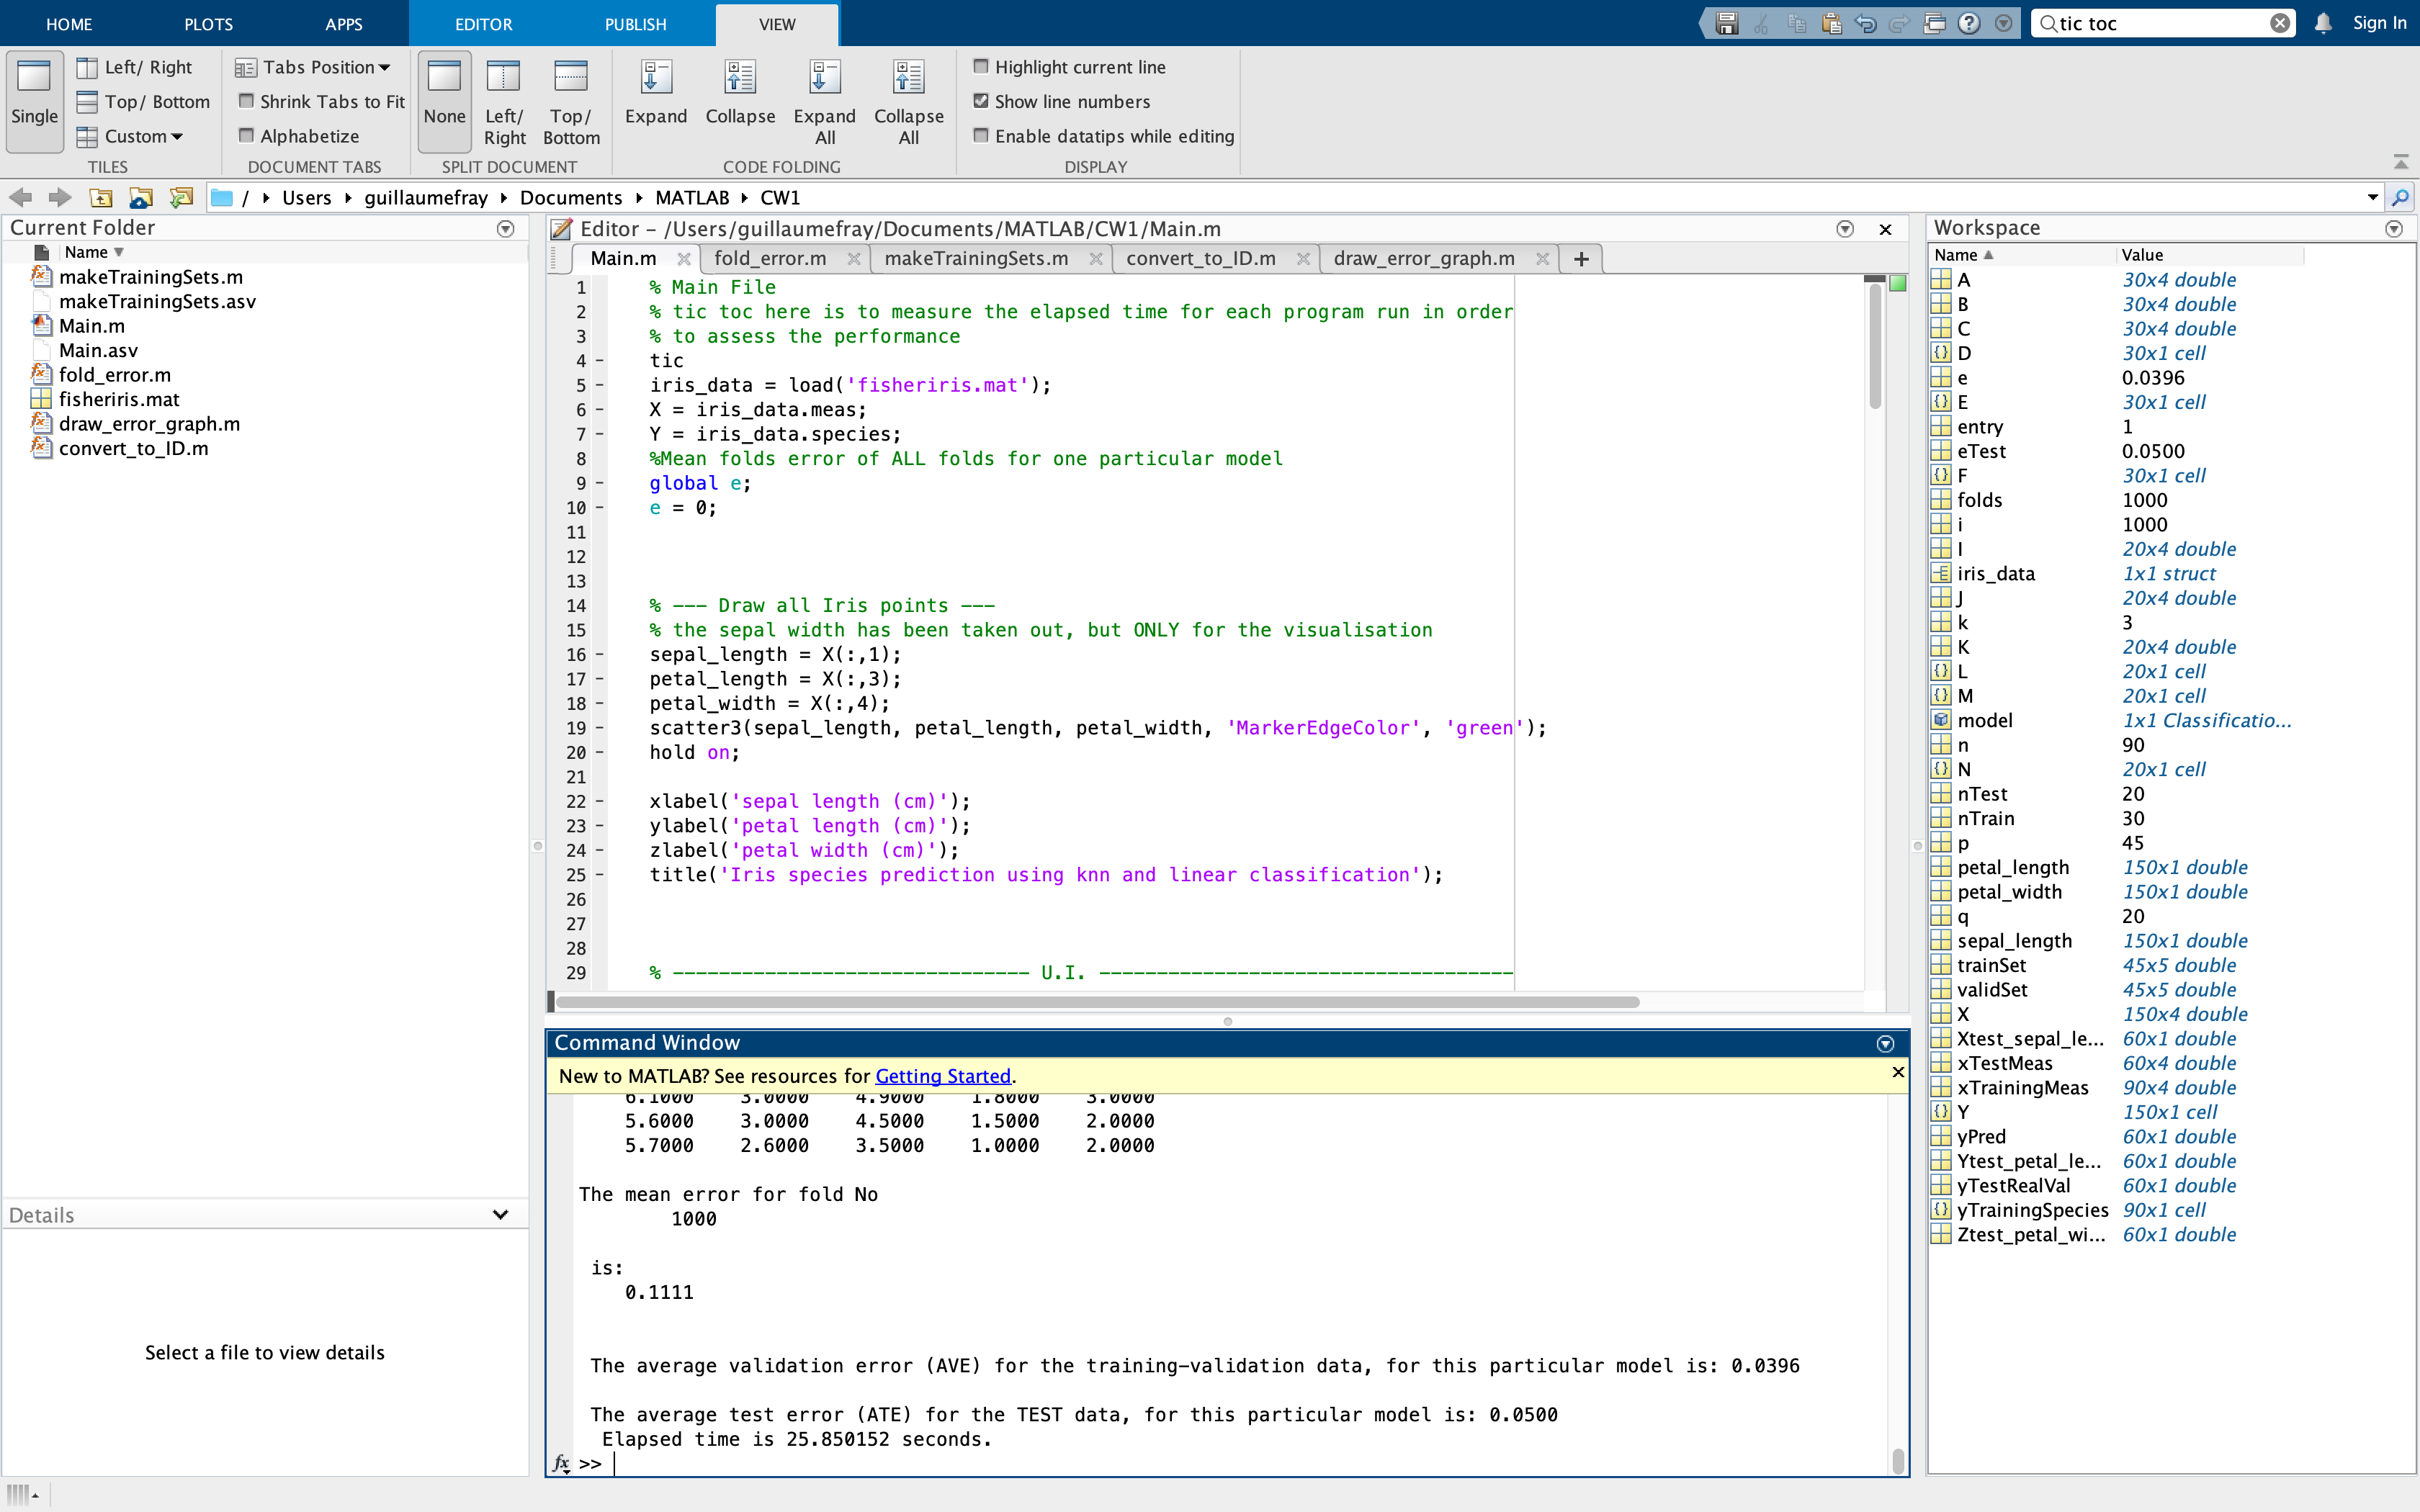 HOME PLOTS APPS EDITOR PUBLISH VIEW tic toc Sign In
Single
Left/ Right
Top/ Bottom
Custom
TILES
Tabs Position
Shrink Tabs to Fit
Alphabetize
DOCUMENT TABS
None
Left/ Right
Top/ Bottom
SPLIT DOCUMENT
Expand
Collapse
Expand All
Collapse All
CODE FOLDING
Highlight current line
Show line numbers
Enable datatips while editing
DISPLAY
/ Users guillaumefray Documents MATLAB CW1
Current Folder
Name
makeTrainingSets.m
makeTrainingSets.asv
Main.m
Main.asv
fold_error.m
fisheriris.mat
draw_error_graph.m
convert_to_ID.m
Details
Select a file to view details
Editor – /Users/guillaumefray/Documents/MATLAB/CW1/Main.m
Main.m fold_error.m makeTrainingSets.m convert_to_ID.m draw_error_graph.m +
1 % Main File
2 % tic toc here is to measure the elapsed time for each program run in order
3 % to assess the performance
4 – tic
5 – iris_data = load('fisheriris.mat');
6 – X = iris_data.meas;
7 – Y = iris_data.species;
8 %Mean folds error of ALL folds for one particular model
9 – global e;
10 – e = 0;
11
12
13
14 % --- Draw all Iris points ---
15 % the sepal width has been taken out, but ONLY for the visualisation
16 – sepal_length = X(:,1);
17 – petal_length = X(:,3);
18 – petal_width = X(:,4);
19 – scatter3(sepal_length, petal_length, petal_width, 'MarkerEdgeColor', 'green');
20 – hold on;
21
22 – xlabel('sepal length (cm)');
23 – ylabel('petal length (cm)');
24 – zlabel('petal width (cm)');
25 – title('Iris species prediction using knn and linear classification');
26
27
28
29 % ------------------------------- U.I. ------------------------------------
Command Window
New to MATLAB? See resources for Getting Started.
6.1000 3.0000 4.9000 1.8000 3.0000
5.6000 3.0000 4.5000 1.5000 2.0000
5.7000 2.6000 3.5000 1.0000 2.0000
The mean error for fold No
1000
is:
0.1111
The average validation error (AVE) for the training-validation data, for this particular model is: 0.0396
The average test error (ATE) for the TEST data, for this particular model is: 0.0500
Elapsed time is 25.850152 seconds.
fx >>
Workspace
Name Value
A 30x4 double
B 30x4 double
C 30x4 double
D 30x1 cell
e 0.0396
E 30x1 cell
entry 1
eTest 0.0500
F 30x1 cell
folds 1000
i 1000
I 20x4 double
iris_data 1x1 struct
J 20x4 double
k 3
K 20x4 double
L 20x1 cell
M 20x1 cell
model 1x1 Classificatio...
n 90
N 20x1 cell
nTest 20
nTrain 30
p 45
petal_length 150x1 double
petal_width 150x1 double
q 20
sepal_length 150x1 double
trainSet 45x5 double
validSet 45x5 double
X 150x4 double
Xtest_sepal_le... 60x1 double
xTestMeas 60x4 double
xTrainingMeas 90x4 double
Y 150x1 cell
yPred 60x1 double
Ytest_petal_le... 60x1 double
yTestRealVal 60x1 double
yTrainingSpecies 90x1 cell
Ztest_petal_wi... 60x1 double